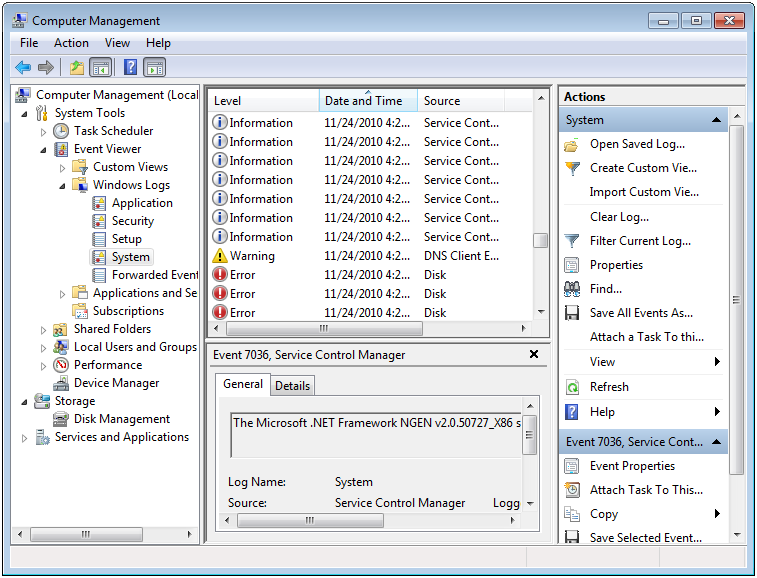 Computer Management
File Action View Help
Computer Management (Local
System Tools
Task Scheduler
Event Viewer
Custom Views
Windows Logs
Application
Security
Setup
System
Forwarded Event
Applications and Se
Subscriptions
Shared Folders
Local Users and Groups
Performance
Device Manager
Storage
Disk Management
Services and Applications
Level Date and Time Source
Information 11/24/2010 4:2... Service Cont...
Information 11/24/2010 4:2... Service Cont...
Information 11/24/2010 4:2... Service Cont...
Information 11/24/2010 4:2... Service Cont...
Information 11/24/2010 4:2... Service Cont...
Information 11/24/2010 4:2... Service Cont...
Information 11/24/2010 4:2... Service Cont...
Warning 11/24/2010 4:2... DNS Client E...
Error 11/24/2010 4:2... Disk
Error 11/24/2010 4:2... Disk
Error 11/24/2010 4:2... Disk
Event 7036, Service Control Manager
General Details
The Microsoft .NET Framework NGEN v2.0.50727_X86 s
Log Name: System
Source: Service Control Manager Logg
Actions
System
Open Saved Log...
Create Custom Vie...
Import Custom Vie...
Clear Log...
Filter Current Log...
Properties
Find...
Save All Events As...
Attach a Task To thi...
View
Refresh
Help
Event 7036, Service Cont...
Event Properties
Attach Task To This...
Copy
Save Selected Event...